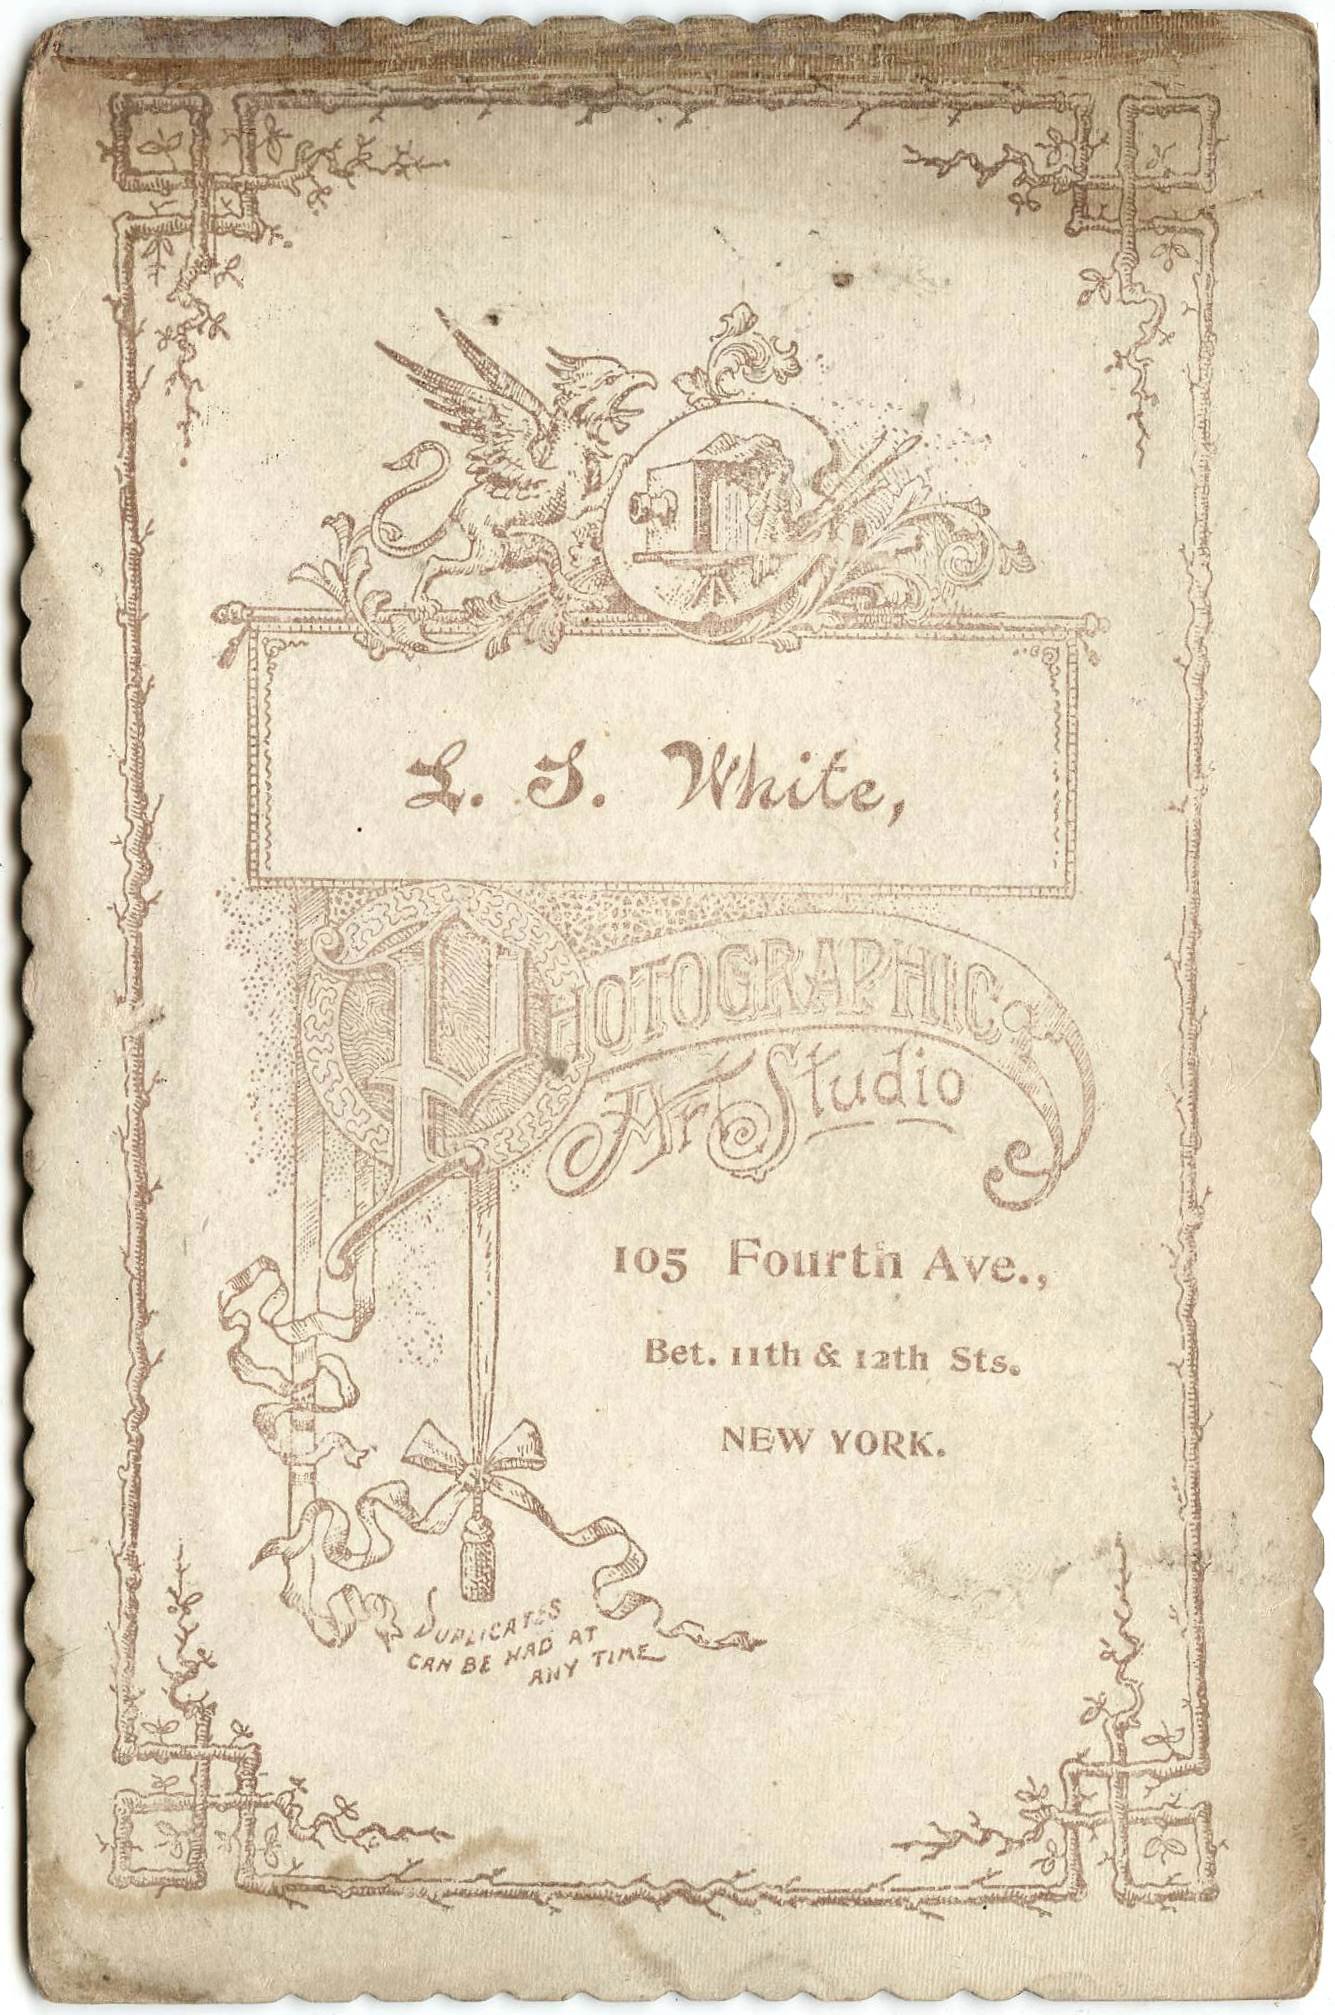 L. S. White,
PHOTOGRAPHIC
Art Studio
105 Fourth Ave.,
Bet. 11th & 12th Sts.
NEW YORK.
DUPLICATES
CAN BE HAD AT
ANY TIME